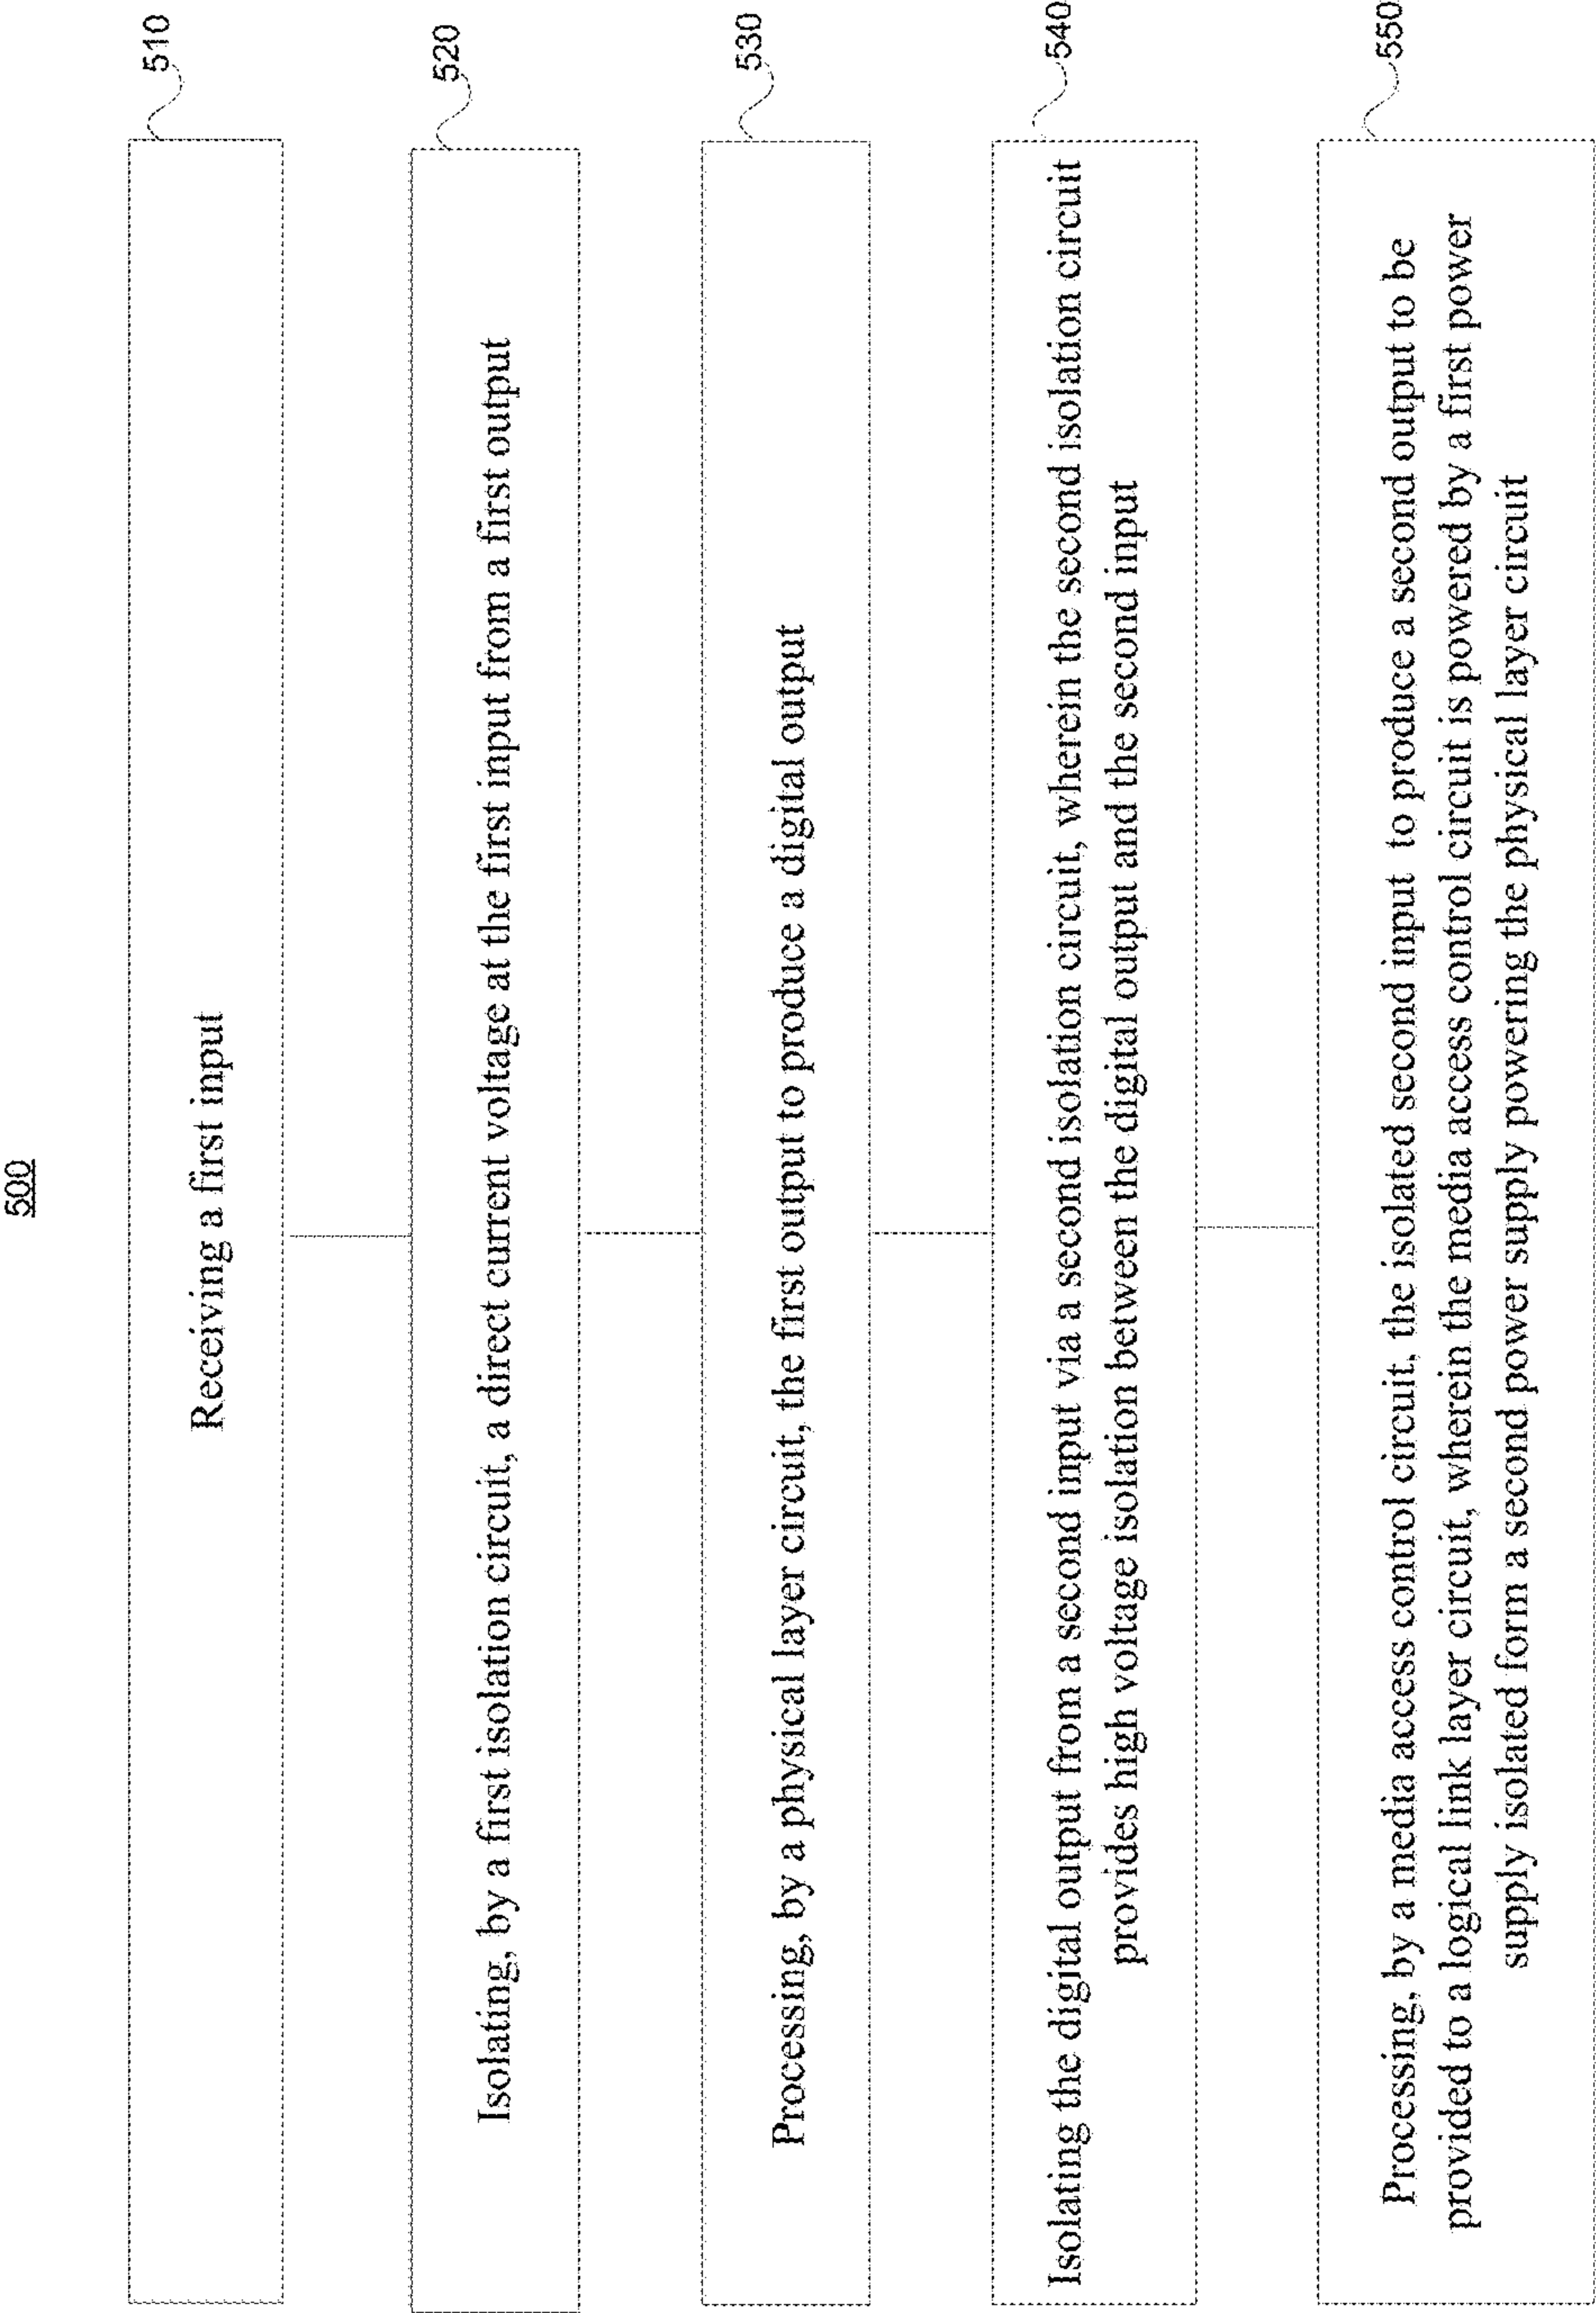 500
510
Receiving a first input
520
Isolating, by a first isolation circuit, a direct current voltage at the first input from a first output
530
Processing, by a physical layer circuit, the first output to produce a digital output
540
Isolating the digital output from a second input via a second isolation circuit, wherein the second isolation circuit
provides high voltage isolation between the digital output and the second input
550
Processing, by a media access control circuit, the isolated second input to produce a second output to be
provided to a logical link layer circuit, wherein the media access control circuit is powered by a first power
supply isolated form a second power supply powering the physical layer circuit